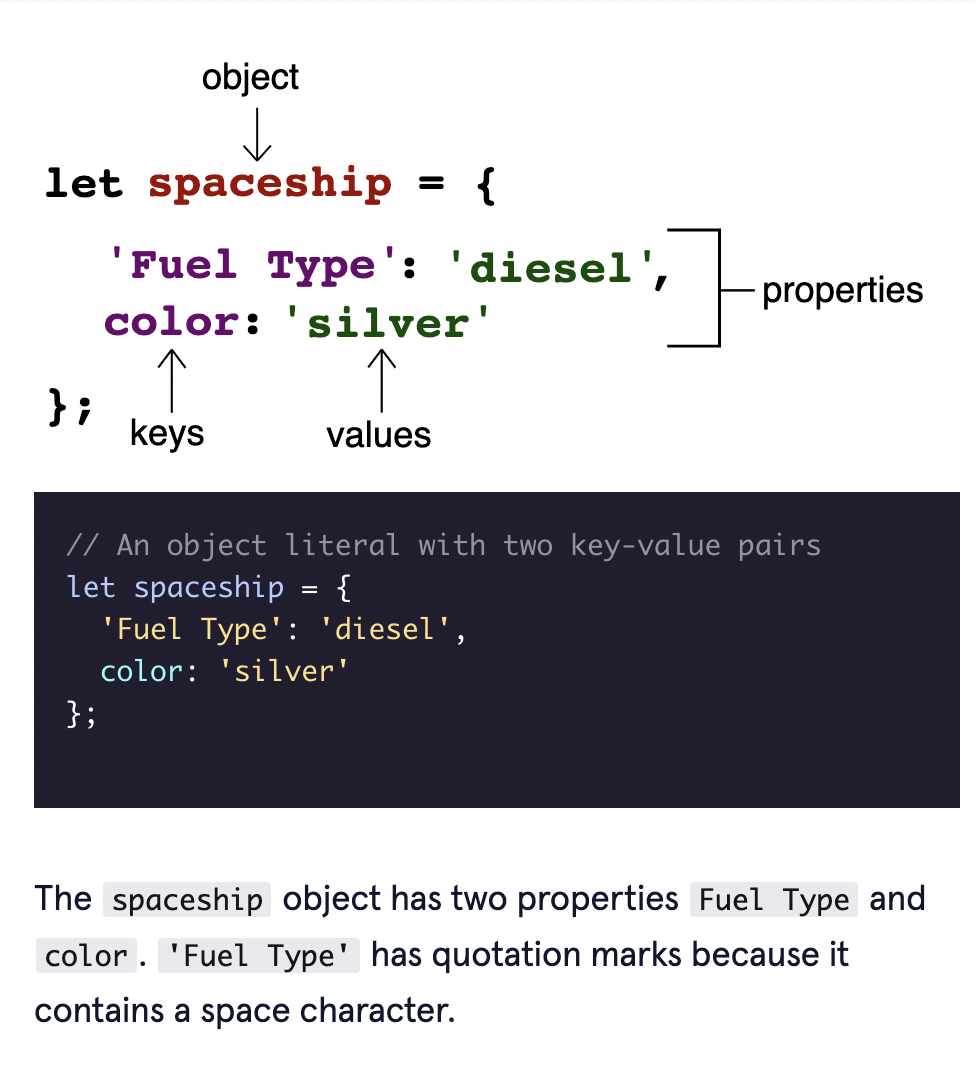 object
let spaceship = {
'Fuel Type': 'diesel',
properties
color: 'silver'
};
keys
values
// An object literal with two key-value pairs
let spaceship = {
  'Fuel Type': 'diesel',
  color: 'silver'
};
The spaceship object has two properties Fuel Type and
color. 'Fuel Type' has quotation marks because it
contains a space character.